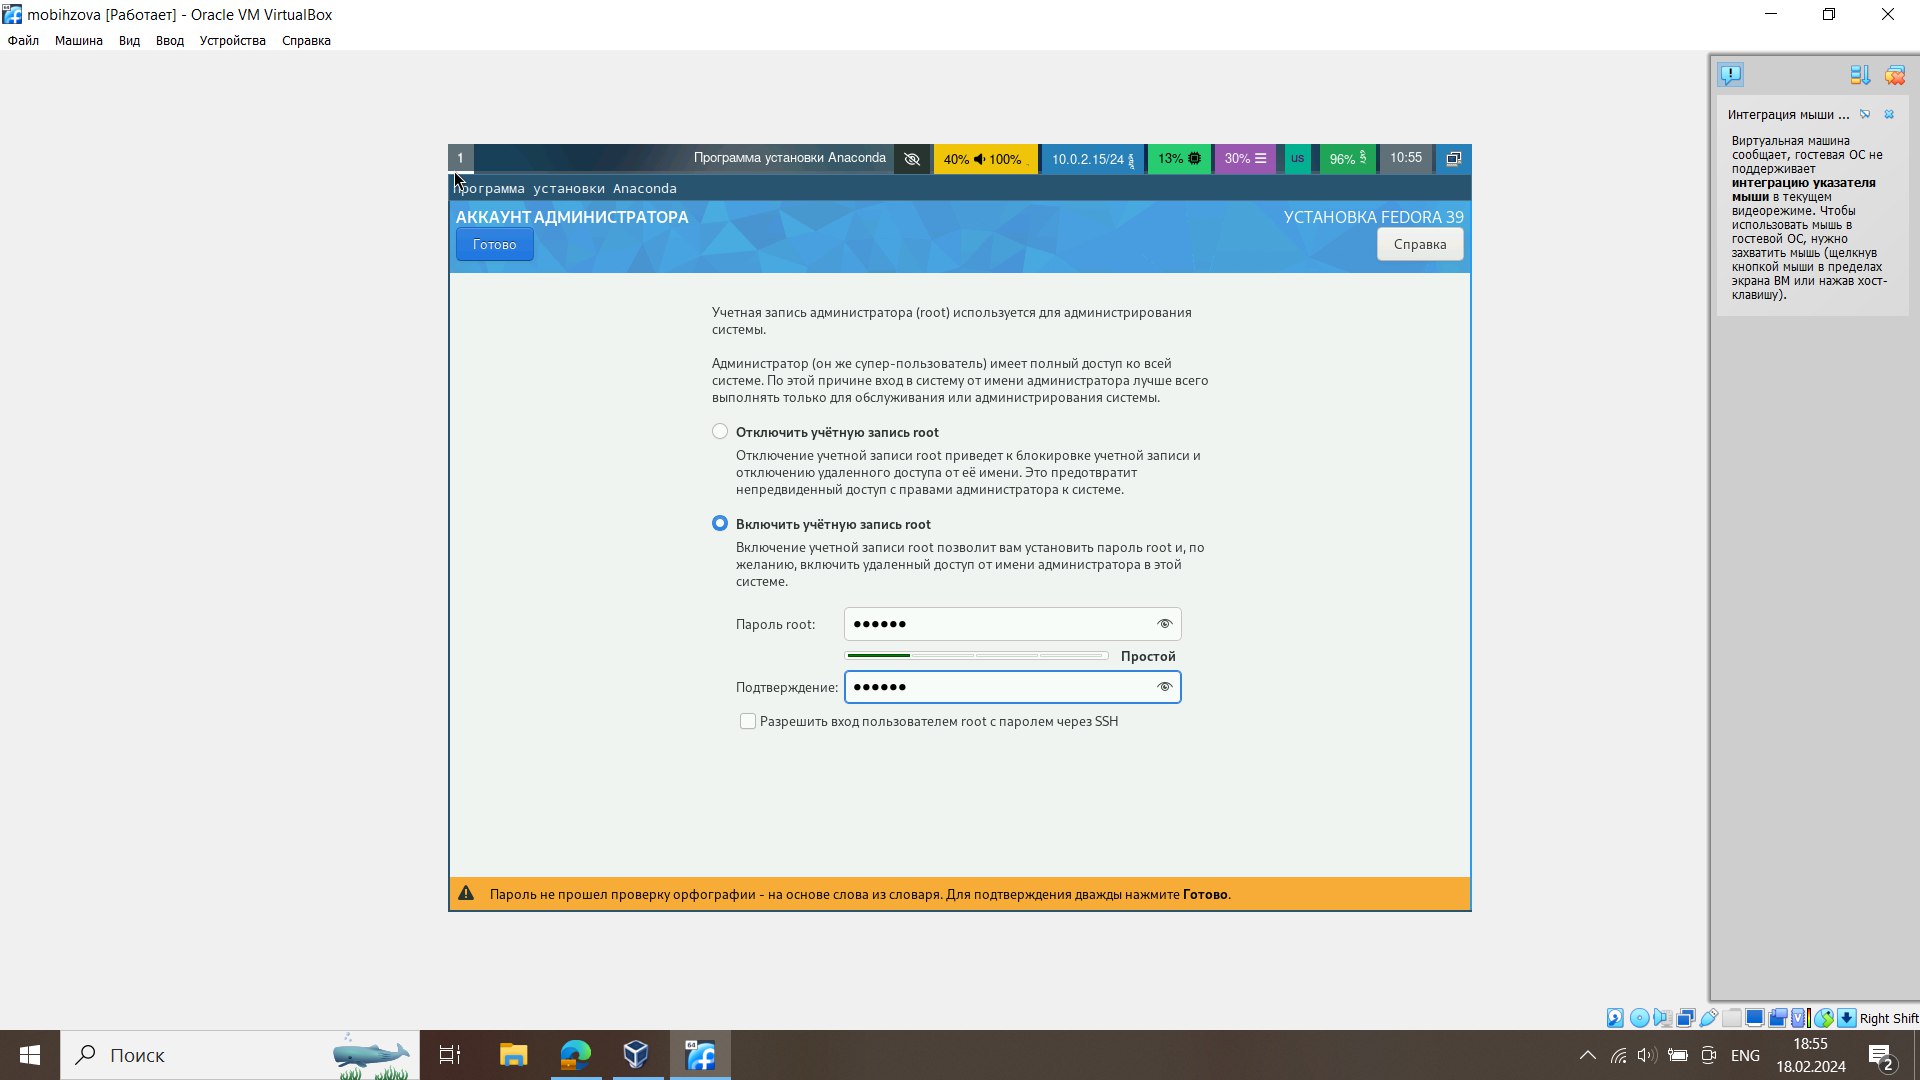 mobihzova [Работает] - Oracle VM VirtualBox
Файл Машина Вид Ввод Устройства Справка
1
Программа установки Anaconda
40% 100%
10.0.2.15/24
13%
30%
us
96%
10:55
Программа установки Anaconda
АККАУНТ АДМИНИСТРАТОРА
УСТАНОВКА FEDORA 39
Готово
Справка
Учетная запись администратора (root) используется для администрирования
системы.
Администратор (он же супер-пользователь) имеет полный доступ ко всей
системе. По этой причине вход в систему от имени администратора лучше всего
выполнять только для обслуживания или администрирования системы.
Отключить учётную запись root
Отключение учетной записи root приведет к блокировке учетной записи и
отключению удаленного доступа от её имени. Это предотвратит
непредвиденный доступ с правами администратора к системе.
Включить учётную запись root
Включение учетной записи root позволит вам установить пароль root и, по
желанию, включить удаленный доступ от имени администратора в этой
системе.
Пароль root: ●●●●●●
Простой
Подтверждение: ●●●●●●
Разрешить вход пользователем root с паролем через SSH
Пароль не прошел проверку орфографии - на основе слова из словаря. Для подтверждения дважды нажмите Готово.
Интеграция мыши ...
Виртуальная машина
сообщает, гостевая ОС не
поддерживает
интеграцию указателя
мыши в текущем
видеорежиме. Чтобы
использовать мышь в
гостевой ОС, нужно
захватить мышь (щелкнув
кнопкой мыши в пределах
экрана ВМ или нажав хост-
клавишу).
Right Shift
Поиск
64
ENG
18:55
18.02.2024
2